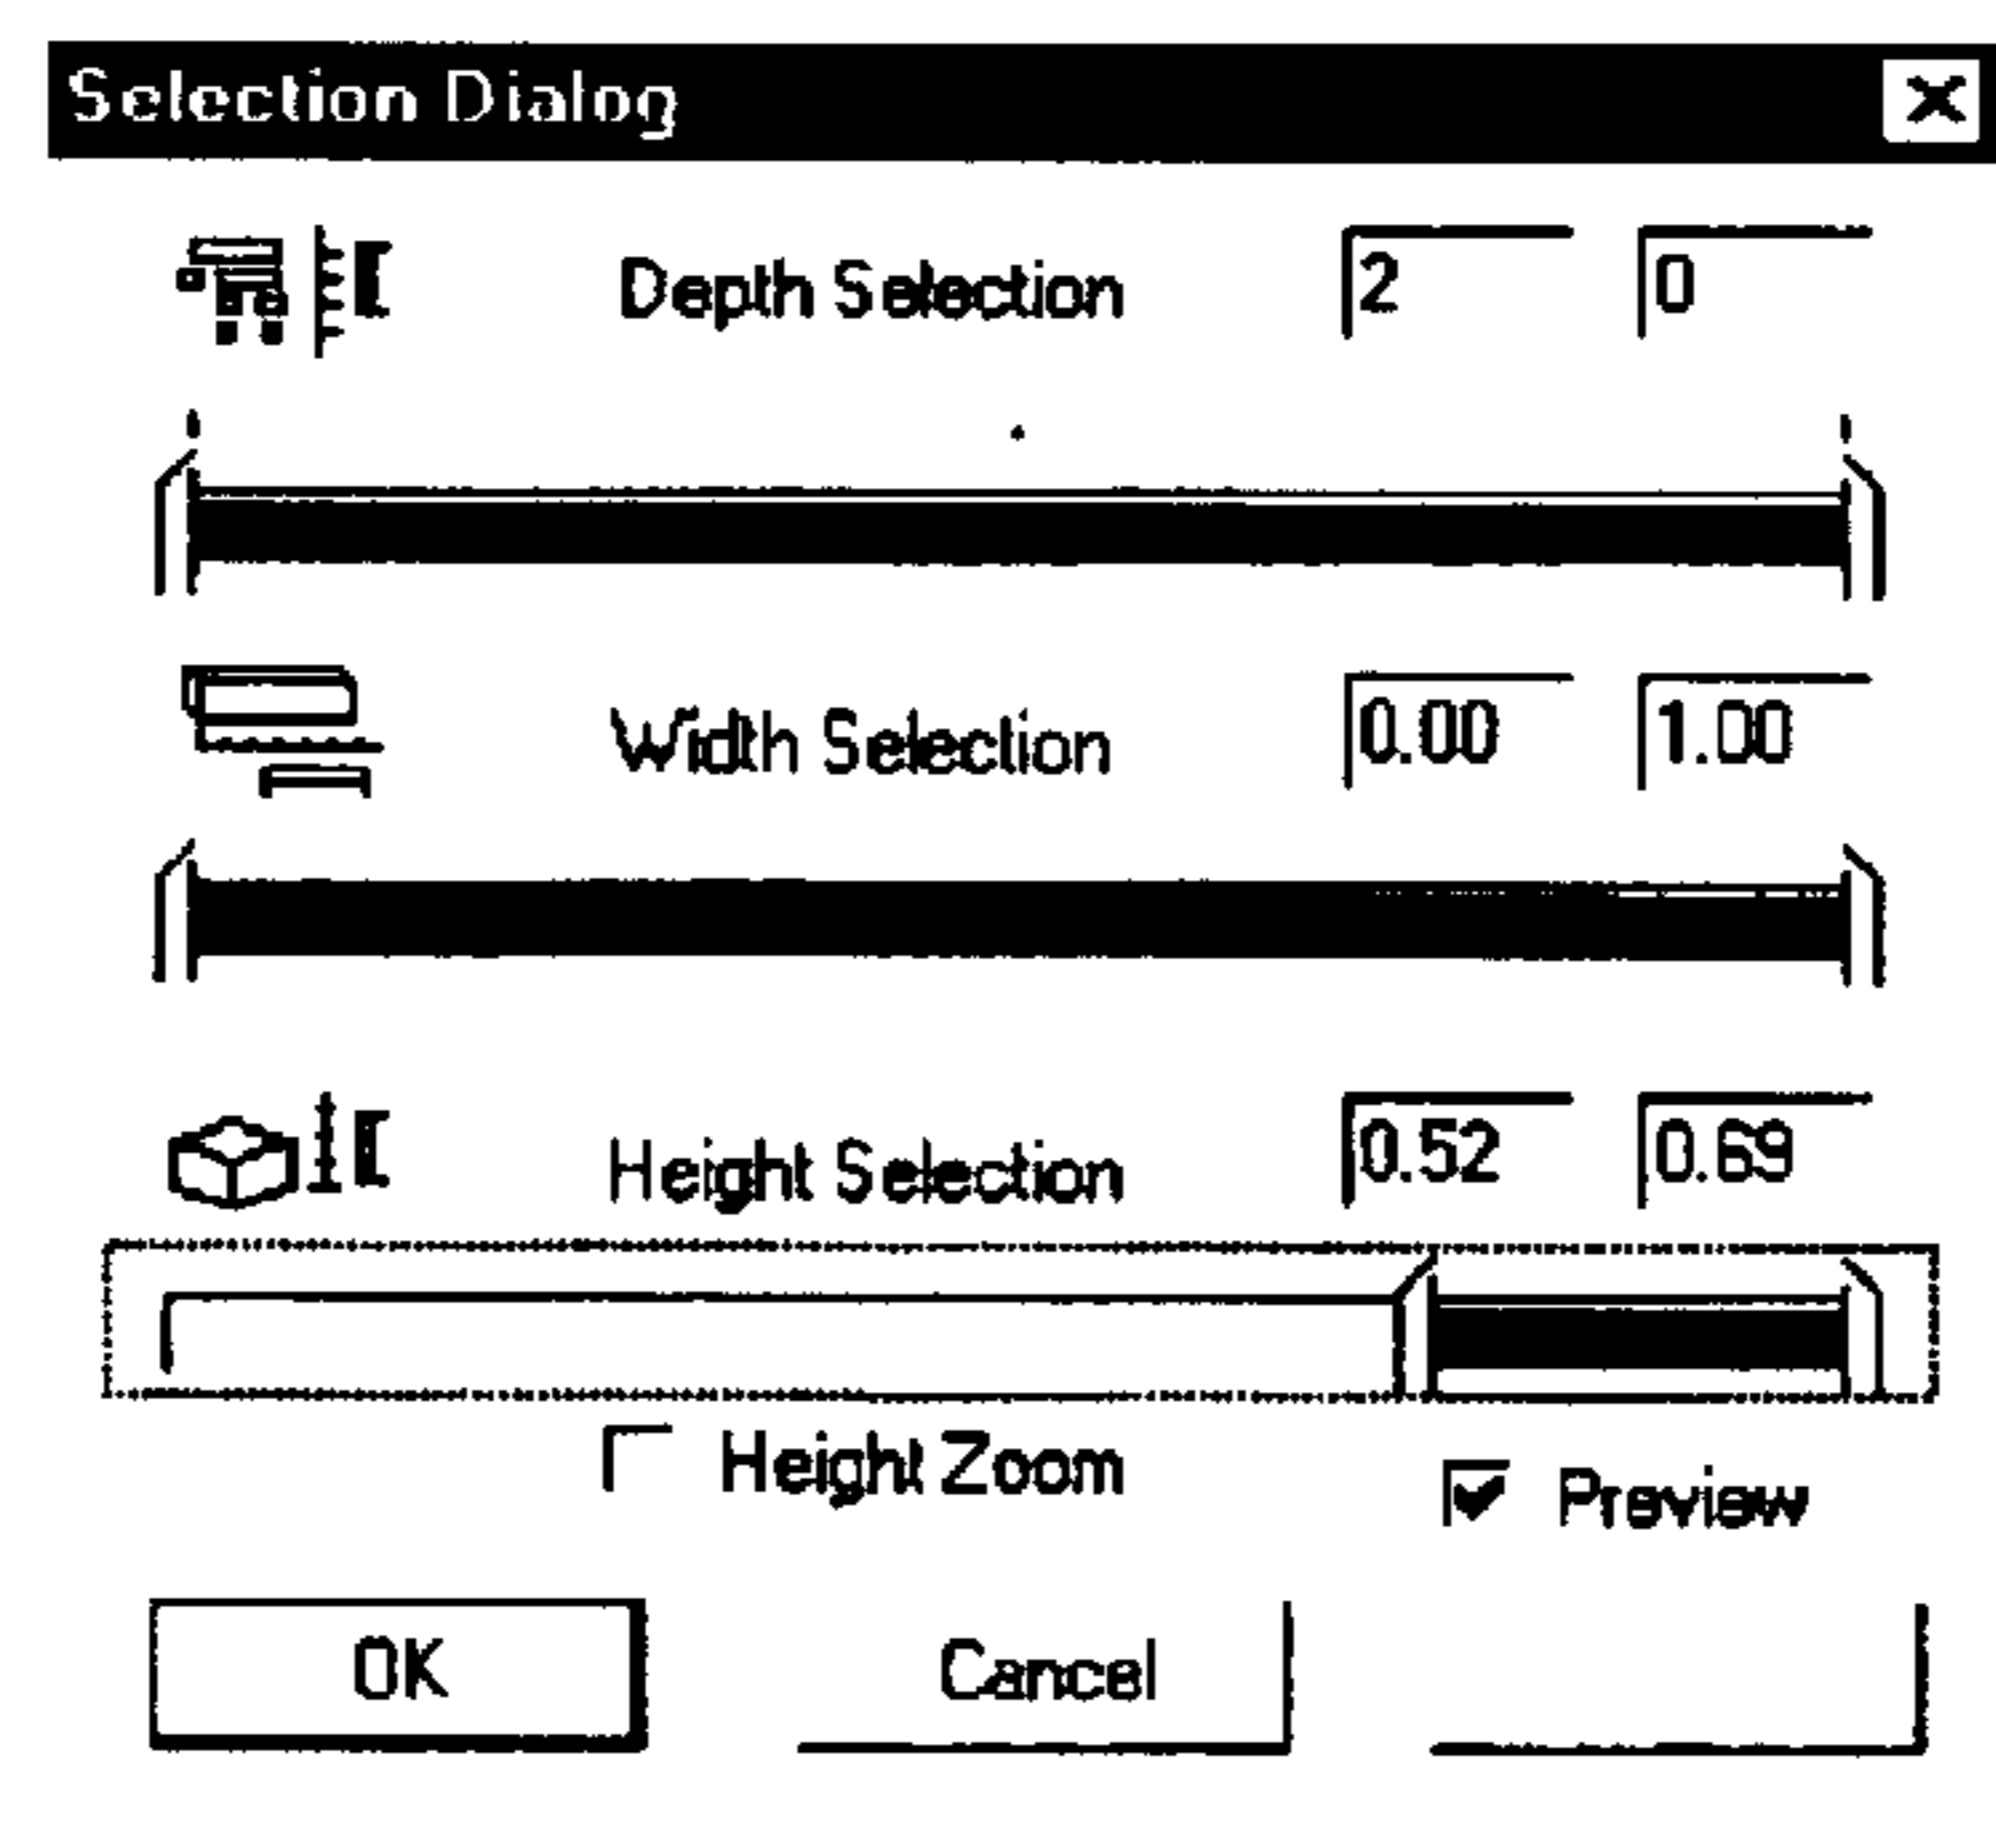 Selection Dialog
Depth Selection 2 0
Width Selection 0.00 1.00
Height Selection 0.52 0.69
Height Zoom
Preview
OK Cancel